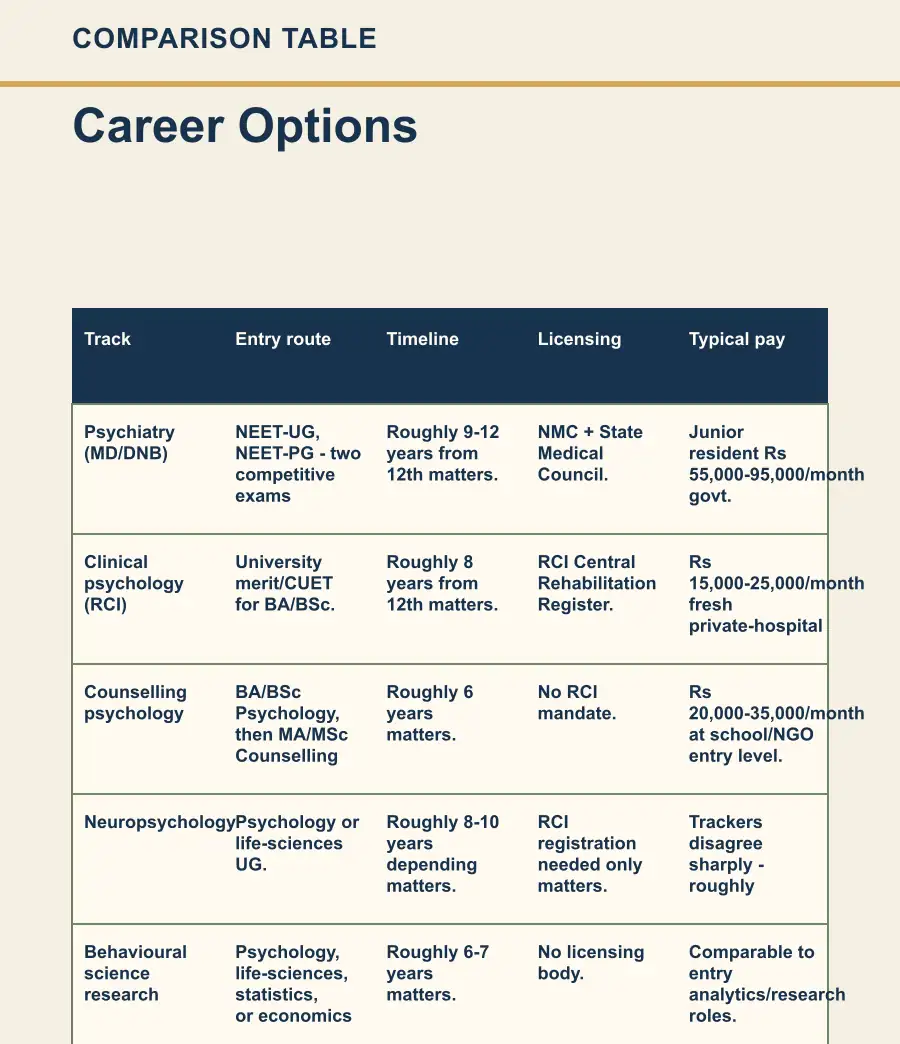 COMPARISON TABLE
Career Options
Track Entry route Timeline Licensing Typical pay
Psychiatry
(MD/DNB)
NEET-UG,
NEET-PG - two
competitive
exams
Roughly 9-12
years from
12th matters.
NMC + State
Medical
Council.
Junior
resident Rs
55,000-95,000/month
govt.
Clinical
psychology
(RCI)
University
merit/CUET
for BA/BSc.
Roughly 8
years from
12th matters.
RCI Central
Rehabilitation
Register.
Rs
15,000-25,000/month
fresh
private-hospital
Counselling
psychology
BA/BSc
Psychology,
then MA/MSc
Counselling
Roughly 6
years
matters.
No RCI
mandate.
Rs
20,000-35,000/month
at school/NGO
entry level.
Neuropsychology
Psychology or
life-sciences
UG.
Roughly 8-10
years
depending
matters.
RCI
registration
needed only
matters.
Trackers
disagree
sharply -
roughly
Behavioural
science
research
Psychology,
life-sciences,
statistics,
or economics
Roughly 6-7
years
matters.
No licensing
body.
Comparable to
entry
analytics/research
roles.